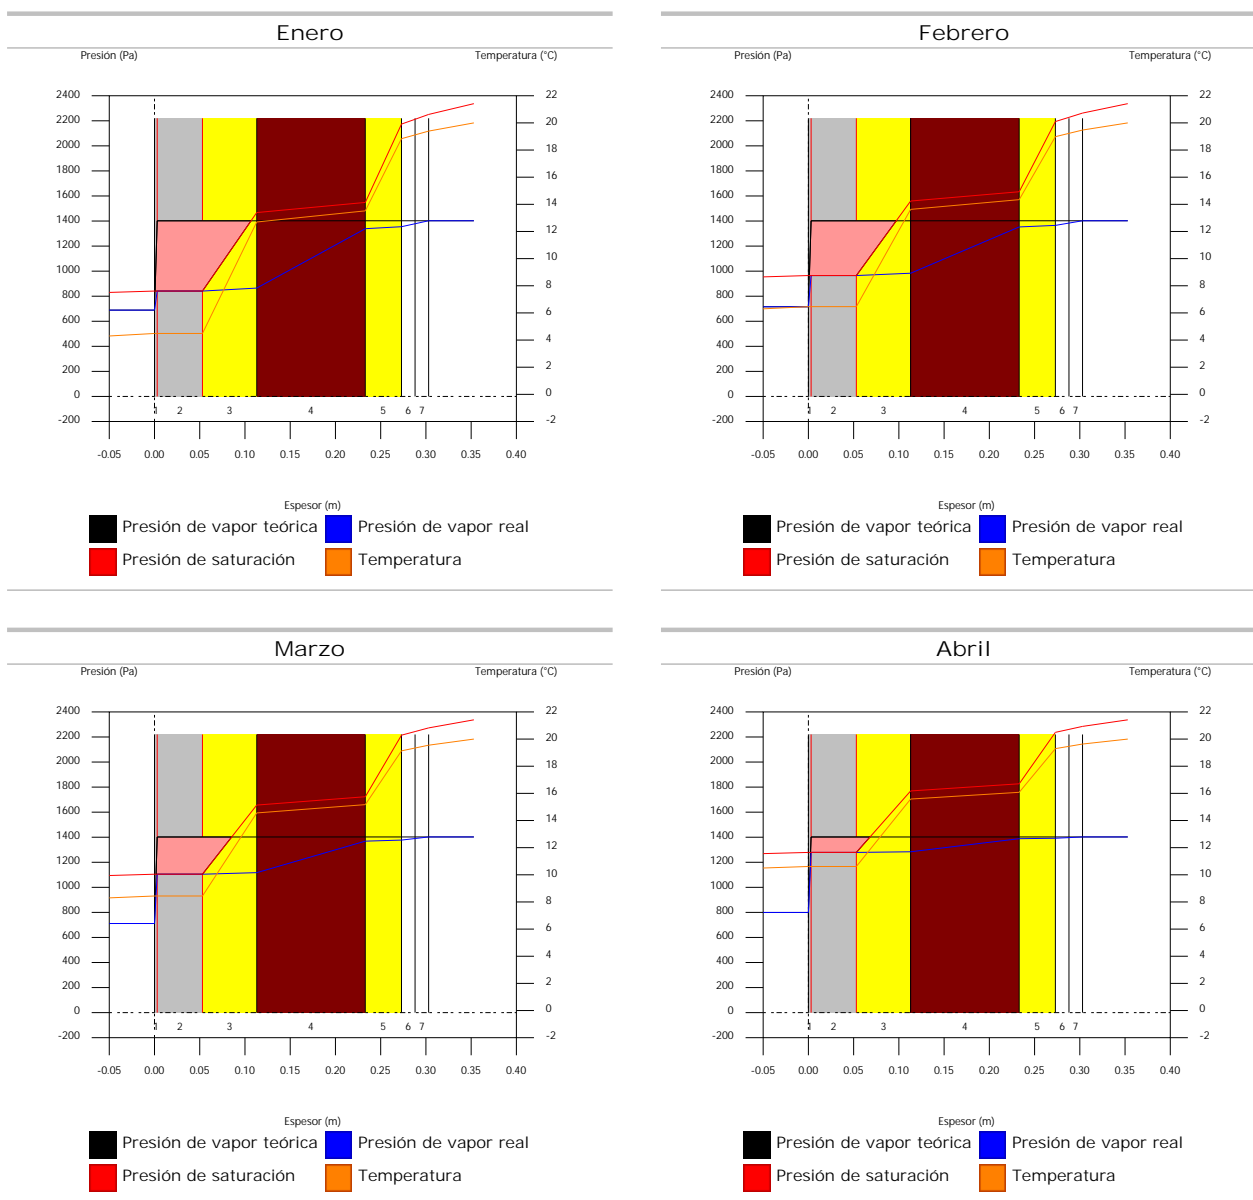 Enero
Presión (Pa) Temperatura (°C)
2400 22
2200 20
2000 18
1800
1600 16
1400 14
1200 12
1000 10
800 8
600 6
400 4
200 2
0 0
-200 -2
1 2 3 4 5 6 7
-0.05 0.00 0.05 0.10 0.15 0.20 0.25 0.30 0.35 0.40
Espesor (m)
Presión de vapor teórica Presión de vapor real
Presión de saturación Temperatura
Febrero
Presión (Pa) Temperatura (°C)
2400 22
2200 20
2000 18
1800
1600 16
1400 14
1200 12
1000 10
800 8
600 6
400 4
200 2
0 0
-200 -2
1 2 3 4 5 6 7
-0.05 0.00 0.05 0.10 0.15 0.20 0.25 0.30 0.35 0.40
Espesor (m)
Presión de vapor teórica Presión de vapor real
Presión de saturación Temperatura
Marzo
Presión (Pa) Temperatura (°C)
2400 22
2200 20
2000 18
1800
1600 16
1400 14
1200 12
1000 10
800 8
600 6
400 4
200 2
0 0
-200 -2
1 2 3 4 5 6 7
-0.05 0.00 0.05 0.10 0.15 0.20 0.25 0.30 0.35 0.40
Espesor (m)
Presión de vapor teórica Presión de vapor real
Presión de saturación Temperatura
Abril
Presión (Pa) Temperatura (°C)
2400 22
2200 20
2000 18
1800
1600 16
1400 14
1200 12
1000 10
800 8
600 6
400 4
200 2
0 0
-200 -2
1 2 3 4 5 6 7
-0.05 0.00 0.05 0.10 0.15 0.20 0.25 0.30 0.35 0.40
Espesor (m)
Presión de vapor teórica Presión de vapor real
Presión de saturación Temperatura